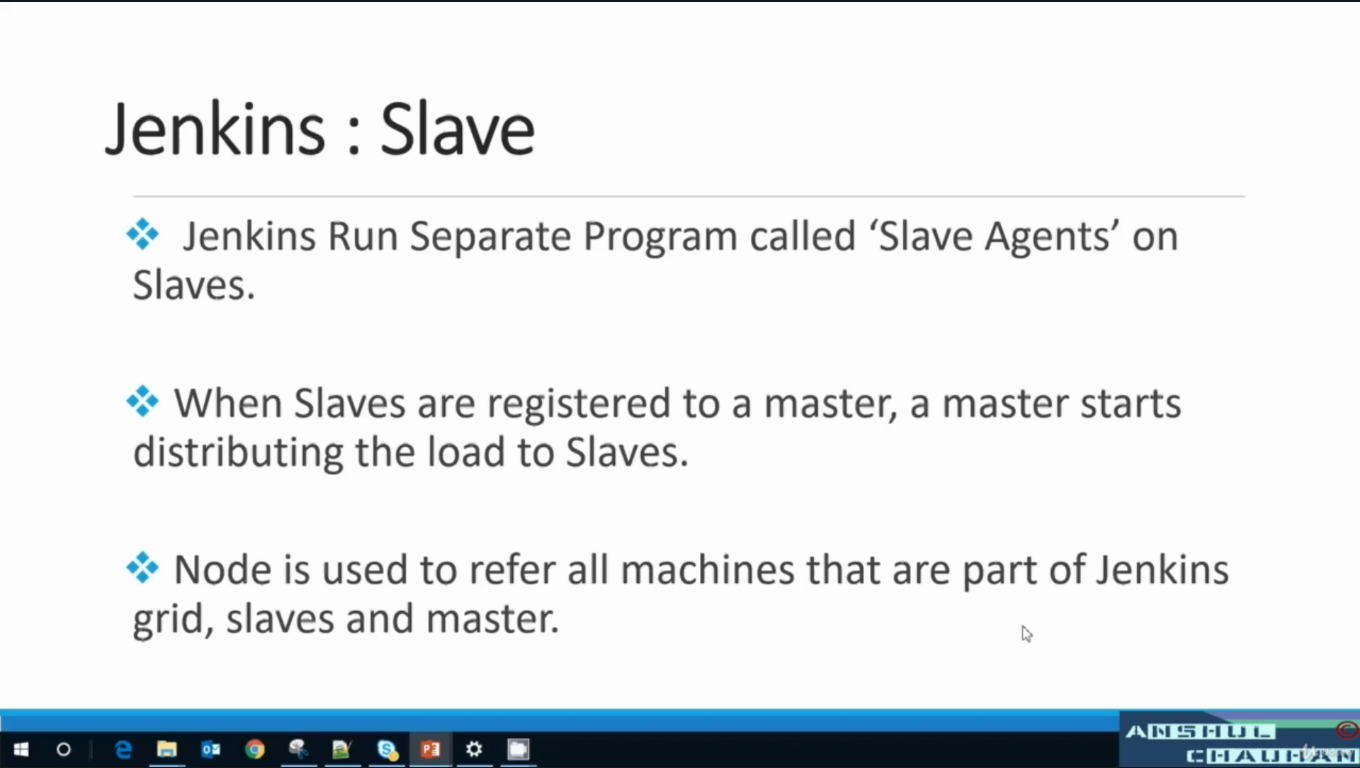 Jenkins : Slave
Jenkins Run Separate Program called ‘Slave Agents’ on
Slaves.
When Slaves are registered to a master, a master starts
distributing the load to Slaves.
Node is used to refer all machines that are part of Jenkins
grid, slaves and master.
ANSHUL ©
CHAUHAN